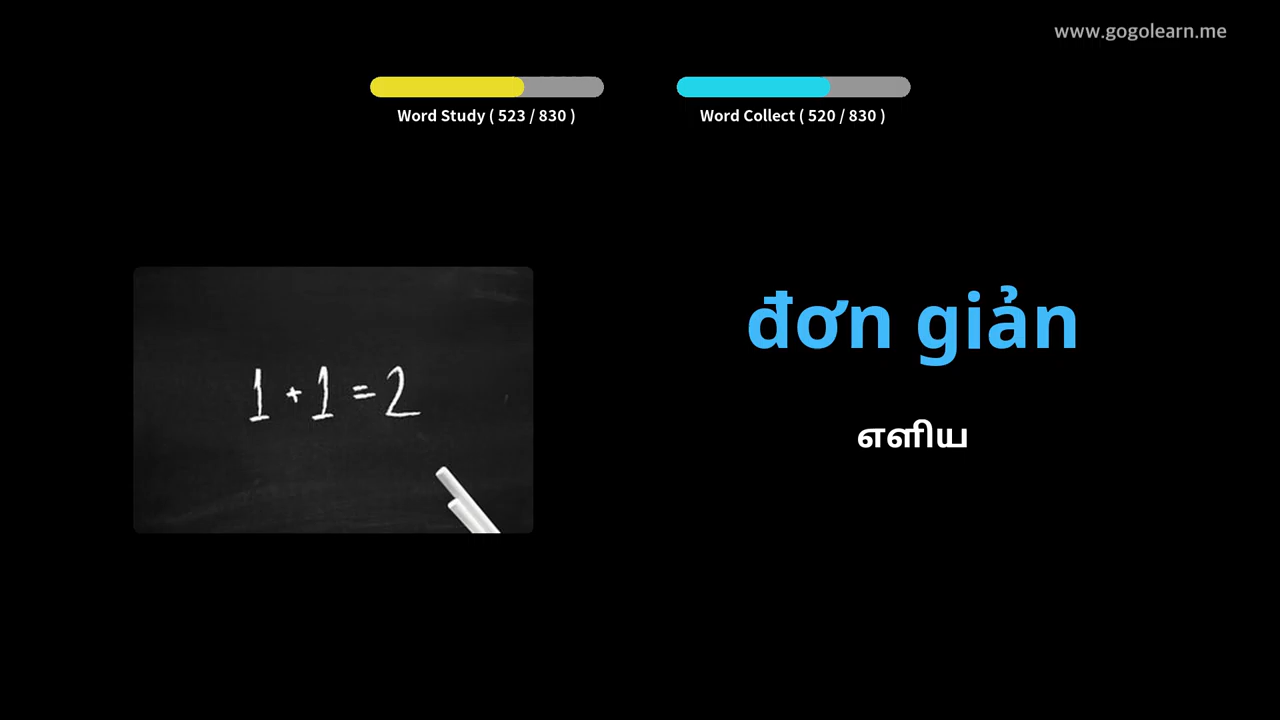 www.gogolearn.me
Word Study ( 523 / 830 )
Word Collect ( 520 / 830 )
1 + 1 = 2
đơn giản
எளிய